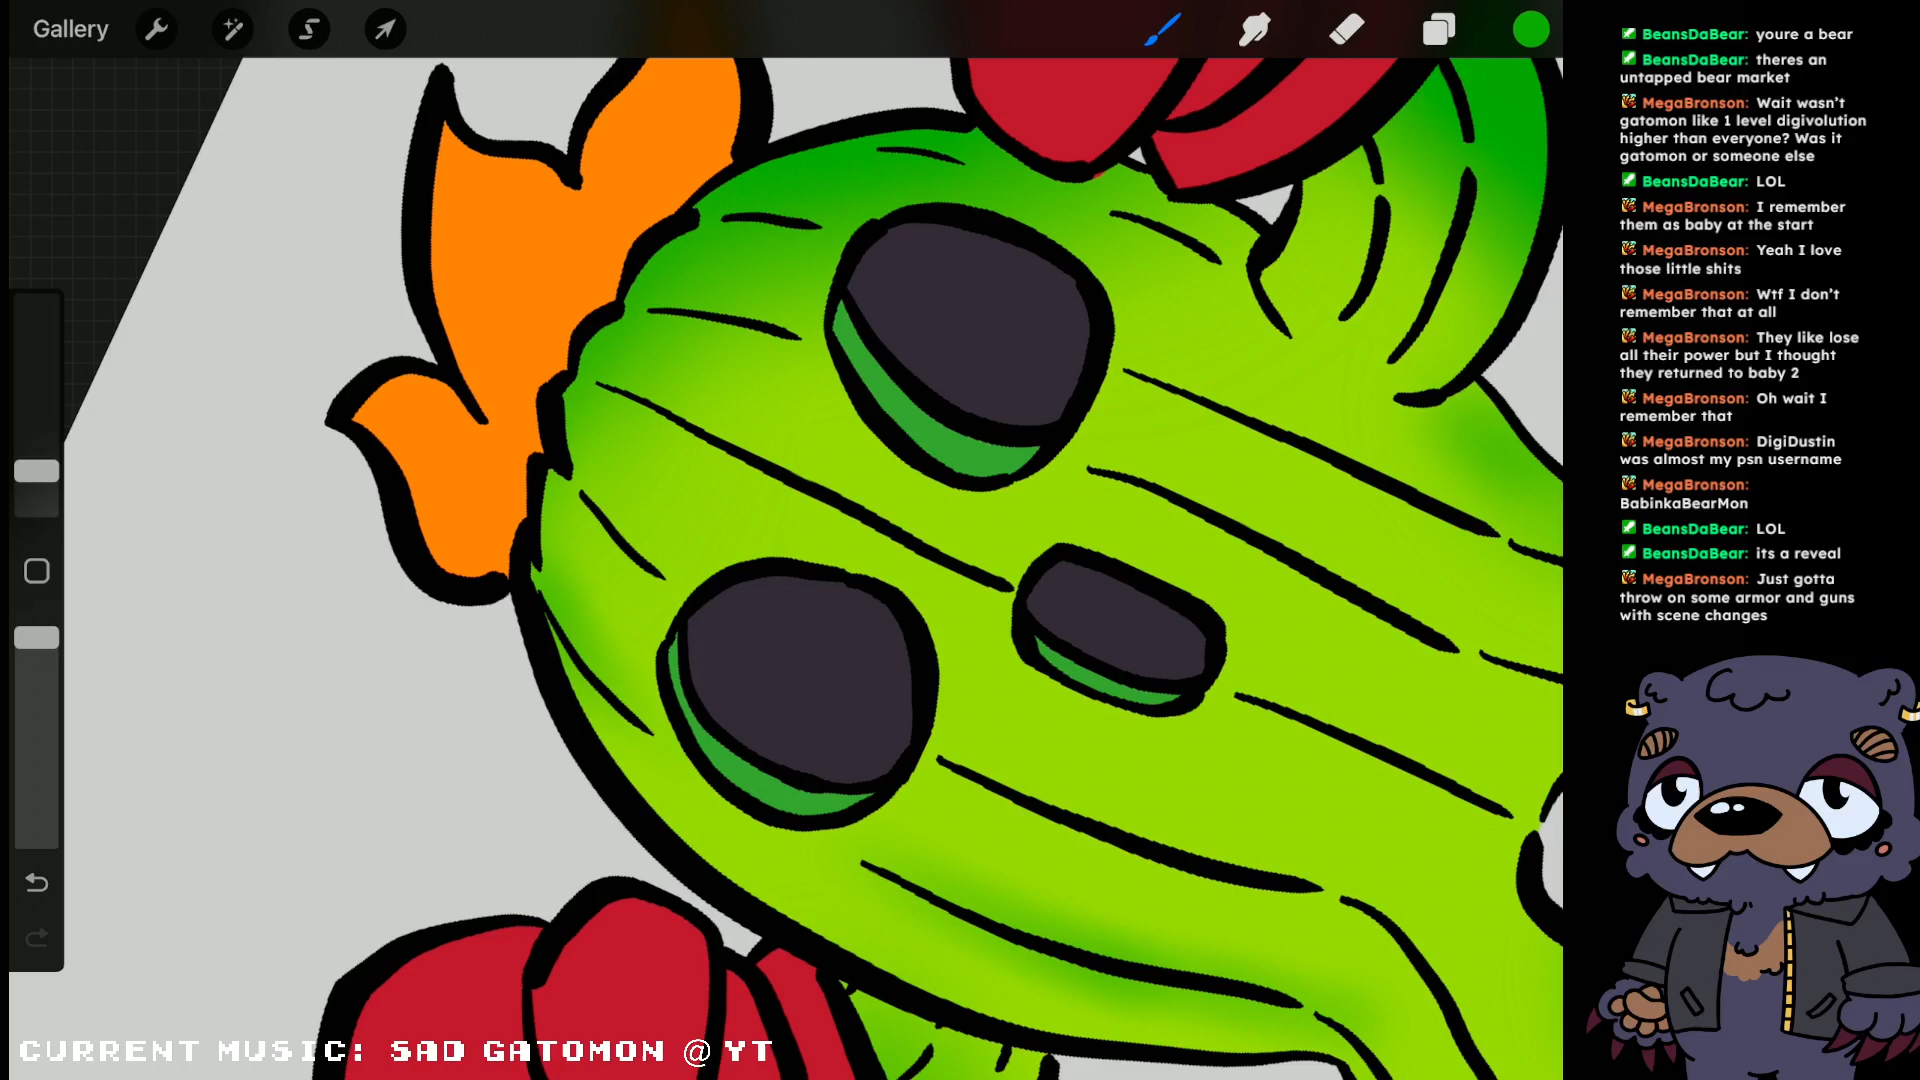 Gallery
BeansDaBear: youre a bear
BeansDaBear: theres an
untapped bear market
MegaBronson: Wait wasn't
gatomon like 1 level digivolution
higher than everyone? Was it
gatomon or someone else
BeansDaBear: LOL
MegaBronson: I remember
them as baby at the start
MegaBronson: Yeah I love
those little shits
MegaBronson: Wtf I don't
remember that at all
MegaBronson: They like lose
all their power but I thought
they returned to baby 2
MegaBronson: Oh wait I
remember that
MegaBronson: DigiDustin
was almost my psn username
MegaBronson:
BabinkaBearMon
BeansDaBear: LOL
BeansDaBear: its a reveal
MegaBronson: Just gotta
throw on some armor and guns
with scene changes
CURRENT MUSIC: SAD GATOMON @ YT